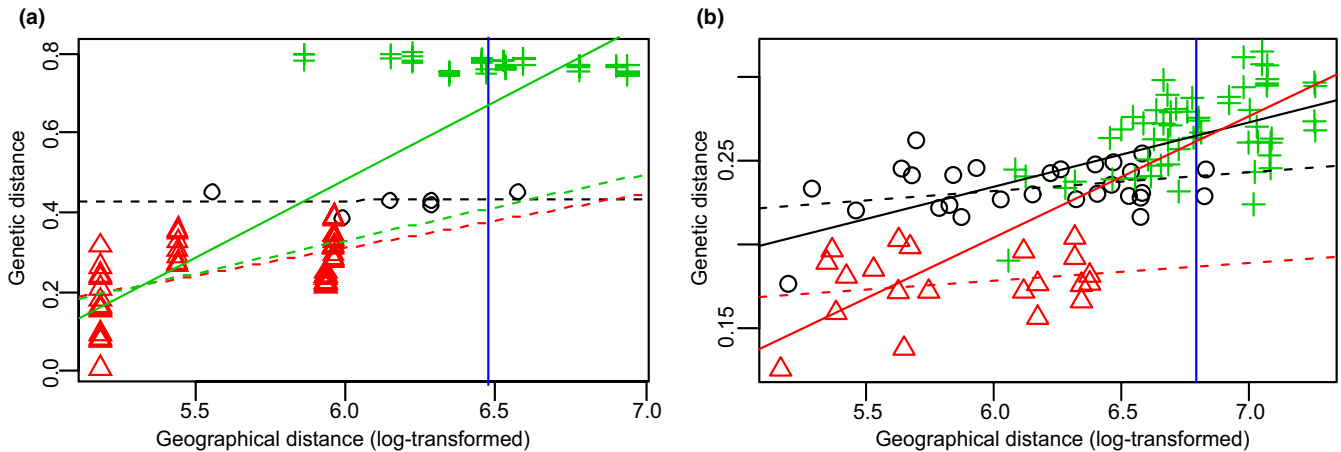 (a)
(b)
Genetic distance
0.8
0.6
0.4
0.2
0.0
5.5 6.0 6.5 7.0
Geographical distance (log-transformed)
Genetic distance
0.25
0.15
5.5 6.0 6.5 7.0
Geographical distance (log-transformed)